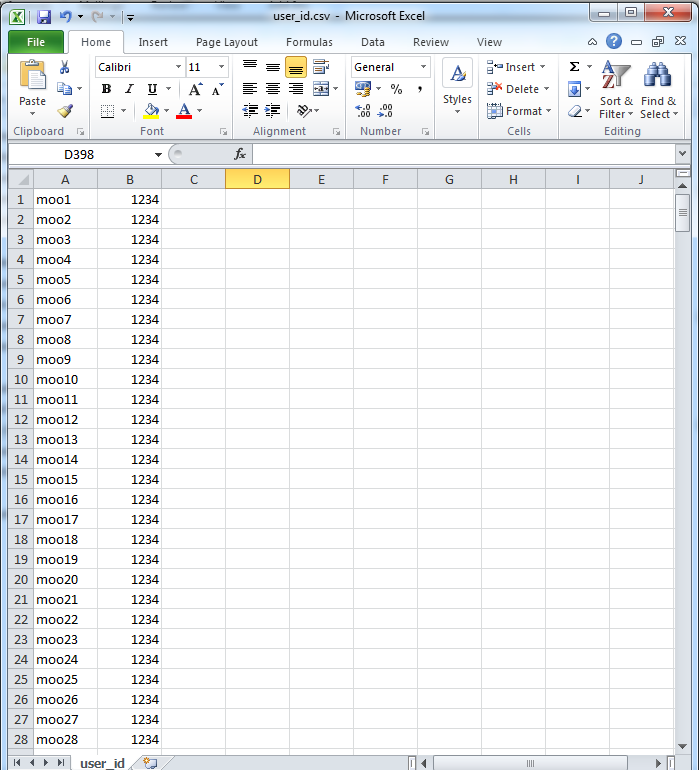 user_id.csv - Microsoft Excel
File Home Insert Page Layout Formulas Data Review View
Paste
Calibri 11
B I U A A
A
General
% ,
.00 .0
Styles
Insert
Delete
Format
Σ
Sort & Filter
Find & Select
Clipboard Font Alignment Number Cells Editing
D398 fx
A B C D E F G H I J
1 moo1 1234
2 moo2 1234
3 moo3 1234
4 moo4 1234
5 moo5 1234
6 moo6 1234
7 moo7 1234
8 moo8 1234
9 moo9 1234
10 moo10 1234
11 moo11 1234
12 moo12 1234
13 moo13 1234
14 moo14 1234
15 moo15 1234
16 moo16 1234
17 moo17 1234
18 moo18 1234
19 moo19 1234
20 moo20 1234
21 moo21 1234
22 moo22 1234
23 moo23 1234
24 moo24 1234
25 moo25 1234
26 moo26 1234
27 moo27 1234
28 moo28 1234
user_id